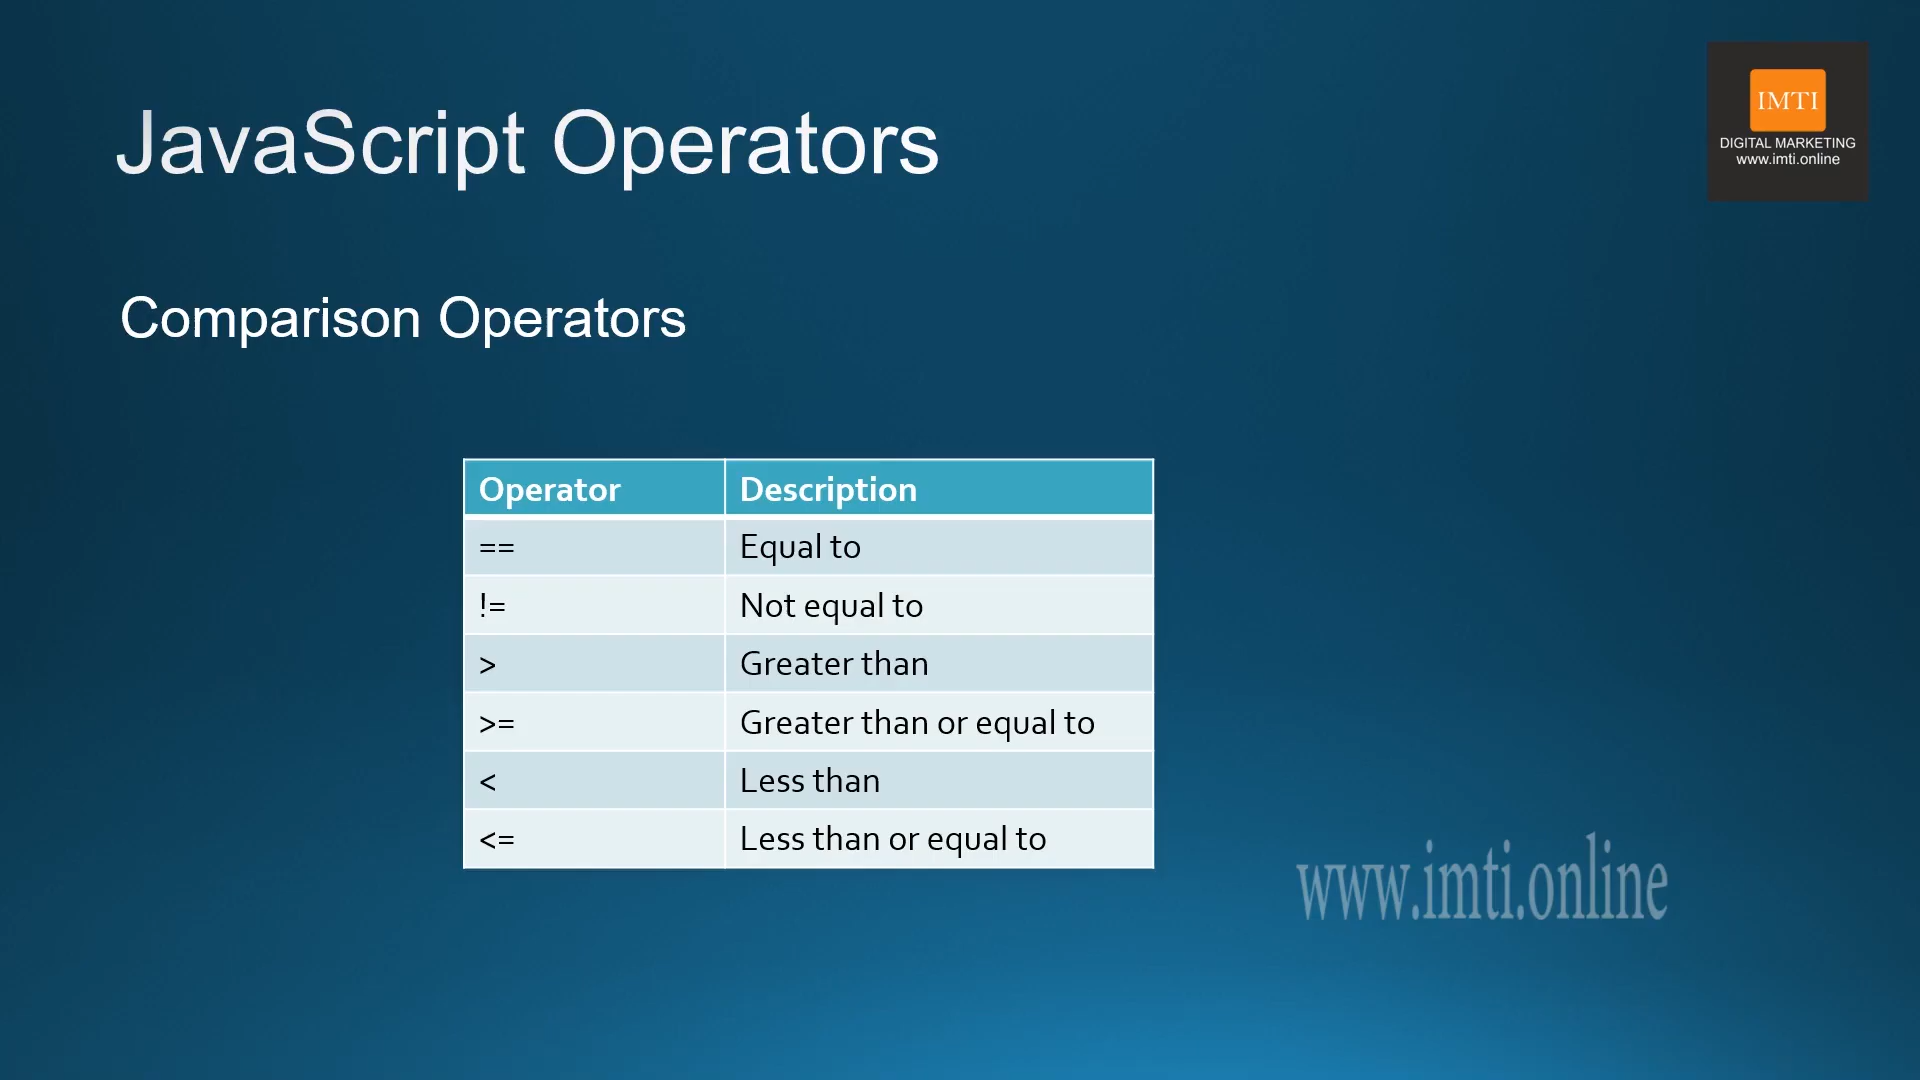 JavaScript Operators
IMTI
DIGITAL MARKETING
www.imti.online
Comparison Operators
Operator Description
== Equal to
!= Not equal to
> Greater than
>= Greater than or equal to
< Less than
<= Less than or equal to
www.imti.online